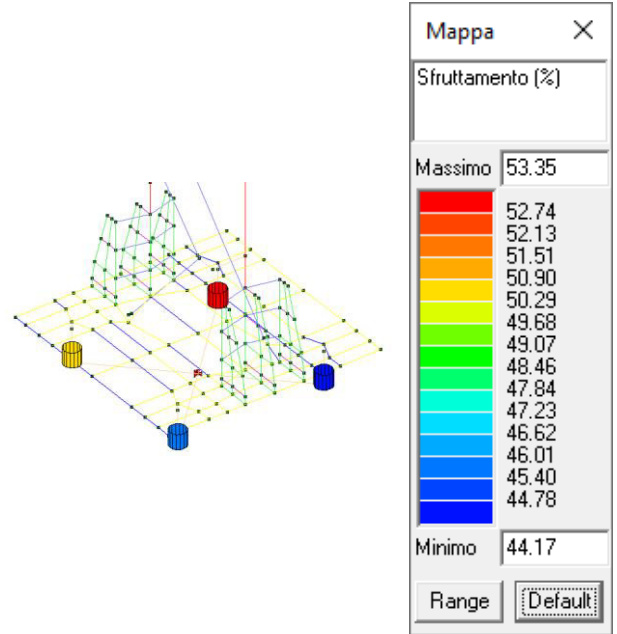 Mappa
Sfruttamento (%)
Massimo 53.35
52.74
52.13
51.51
50.90
50.29
49.68
49.07
48.46
47.84
47.23
46.62
46.01
45.40
44.78
Minimo 44.17
Range Default